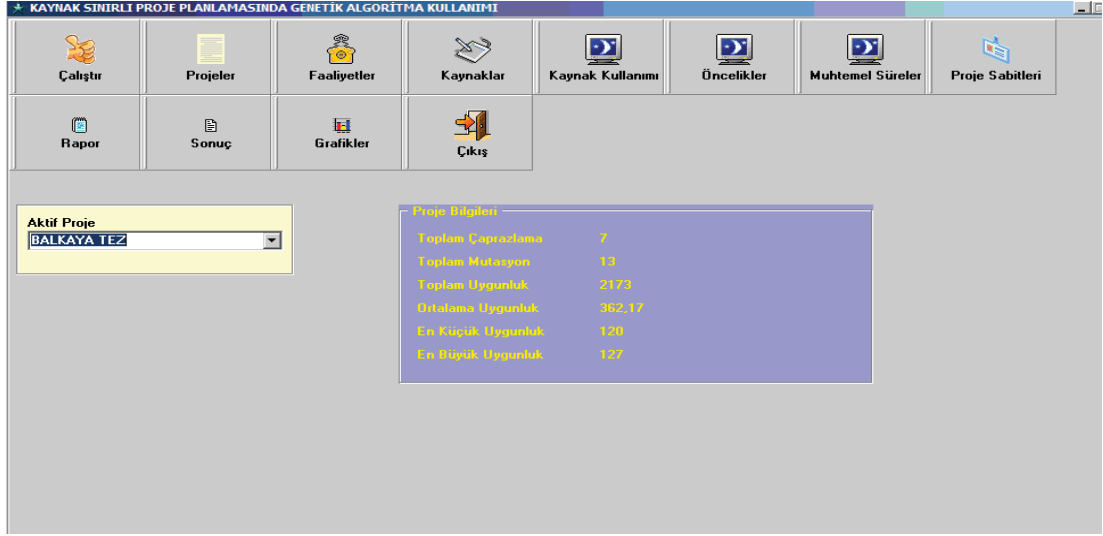 KAYNAK SINIRLI PROJE PLANLAMASINDA GENETİK ALGORİTMA KULLANIMI
Çalıştır
Projeler
Faaliyetler
Kaynaklar
Kaynak Kullanımı
Öncelikler
Muhtemel Süreler
Proje Sabitleri
Rapor
Sonuç
Grafikler
Çıkış
Aktif Proje
BALKAYA TEZ
Proje Bilgileri
Toplam Çaprazlama 7
Toplam Mutasyon 13
Toplam Uygunluk 2173
Ortalama Uygunluk 362,17
En Küçük Uygunluk 120
En Büyük Uygunluk 127